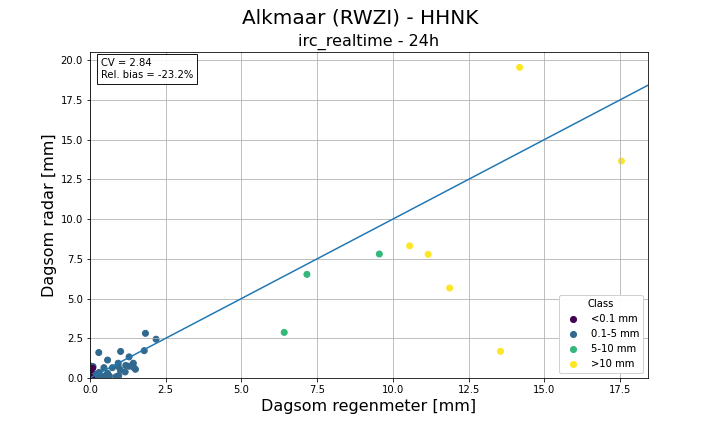 Alkmaar (RWZI) - HHNK
irc_realtime - 24h
CV = 2.84
Rel. bias = -23.2%
Dagsom radar [mm]
20.0
17.5
15.0
12.5
10.0
7.5
5.0
2.5
0.0
Class
<0.1 mm
0.1-5 mm
5-10 mm
>10 mm
0.0 2.5 5.0 7.5 10.0 12.5 15.0 17.5
Dagsom regenmeter [mm]